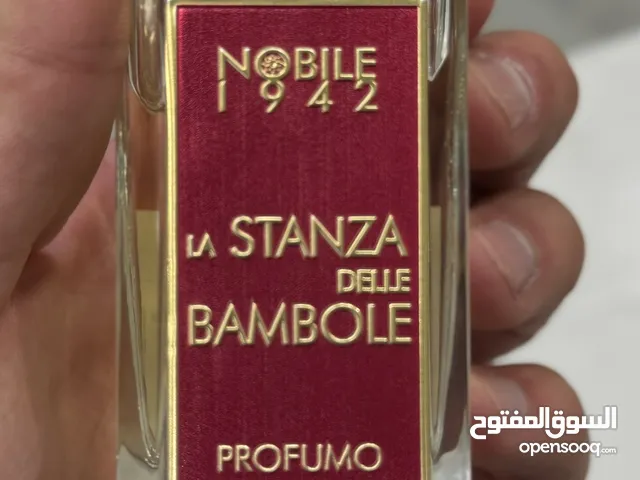 NOBILE
1942
LA STANZA
DELLE
BAMBOLE
PROFUMO
السوق المفتوح
opensooq.com